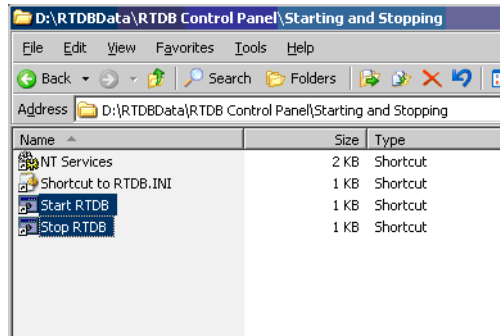 D:\RTDBData\RTDB Control Panel\Starting and Stopping
File Edit View Favorites Tools Help
Back Search Folders
Address D:\RTDBData\RTDB Control Panel\Starting and Stopping
Name Size Type
NT Services 2 KB Shortcut
Shortcut to RTDB.INI 1 KB Shortcut
Start RTDB 1 KB Shortcut
Stop RTDB 1 KB Shortcut